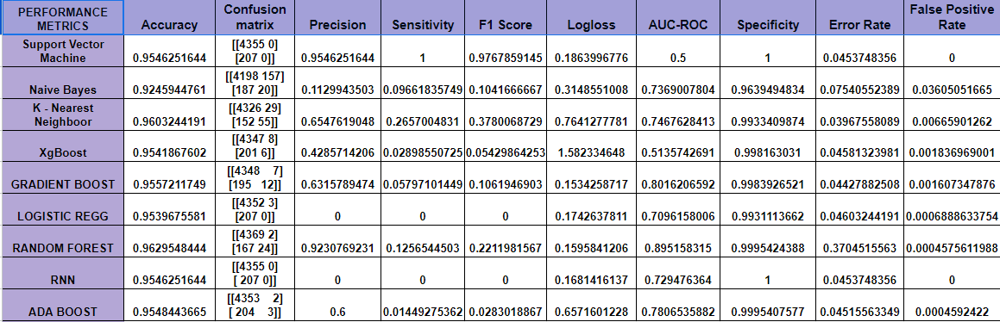 PERFORMANCE METRICS Accuracy Confusion matrix Precision Sensitivity F1 Score Logloss AUC-ROC Specificity Error Rate False Positive Rate
Support Vector Machine 0.9546251644 [[4355 0] [207 0]] 0.9546251644 1 0.9767859145 0.1863996776 0.5 1 0.0453748356 0
Naive Bayes 0.9245944761 [[4198 157] [187 20]] 0.1129943503 0.09661835749 0.1041666667 0.3148551008 0.7369007804 0.9639494834 0.07540552389 0.03605051665
K - Nearest Neighboor 0.9603244191 [[4326 29] [152 55]] 0.6547619048 0.2657004831 0.3780068729 0.7641277781 0.7467628413 0.9933409874 0.03967558089 0.00665901262
XgBoost 0.9541867602 [[4347 8] [201 6]] 0.4285714206 0.02898550725 0.05429864253 1.582334648 0.5135742691 0.998163031 0.04581323981 0.001836969001
GRADIENT BOOST 0.9557211749 [[4348 7] [195 12]] 0.6315789474 0.05797101449 0.1061946903 0.1534258717 0.8016206592 0.9983926521 0.04427882508 0.001607347876
LOGISTIC REGG 0.9539675581 [[4352 3] [207 0]] 0 0 0 0.1742637811 0.7096158006 0.9931113662 0.04603244191 0.0006888633754
RANDOM FOREST 0.9629548444 [[4369 2] [167 24]] 0.9230769231 0.1256544503 0.2211981567 0.1595841206 0.895158315 0.9995424388 0.3704515563 0.0004575611988
RNN 0.9546251644 [[4355 0] [ 207 0]] 0 0 0 0.1681416137 0.729476364 1 0.0453748356 0
ADA BOOST 0.9548443665 [[4353 2] [ 204 3]] 0.6 0.01449275362 0.0283018867 0.6571601228 0.7806535882 0.9995407577 0.04515563349 0.0004592422